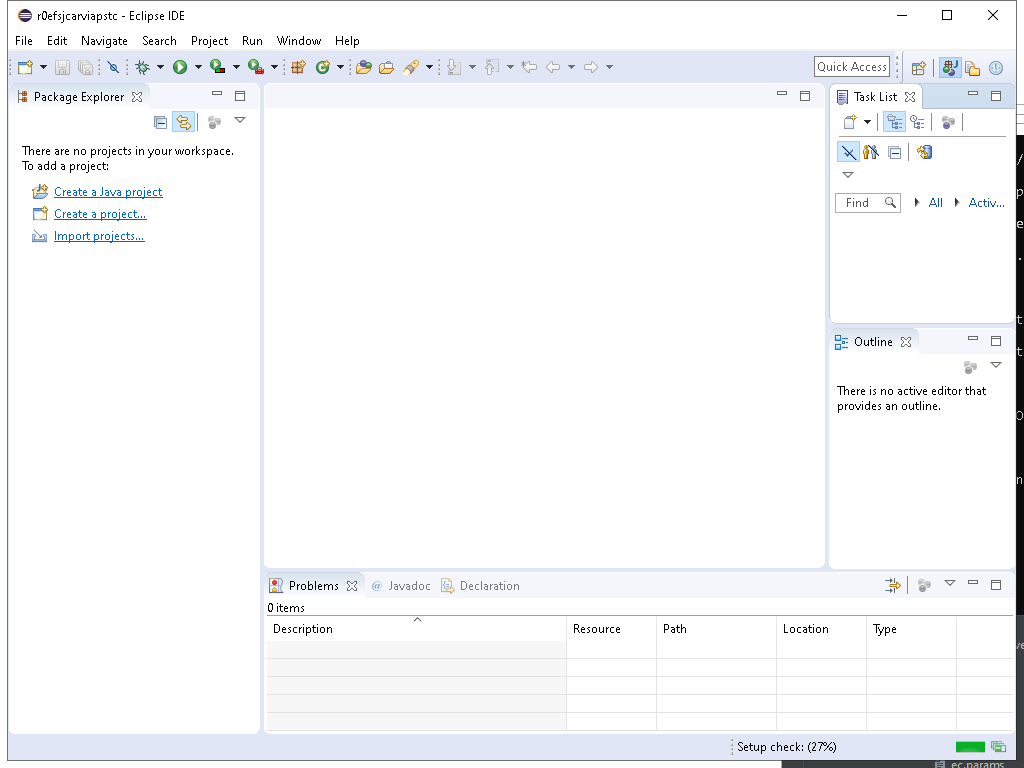 r0efsjcarviapstc - Eclipse IDE
File Edit Navigate Search Project Run Window Help
Quick Access
Package Explorer
There are no projects in your workspace.
To add a project:
Create a Java project
Create a project...
Import projects...
Task List
Find All Activ...
Outline
There is no active editor that
provides an outline.
Problems @ Javadoc Declaration
0 items
Description Resource Path Location Type
Setup check: (27%)
ec.params